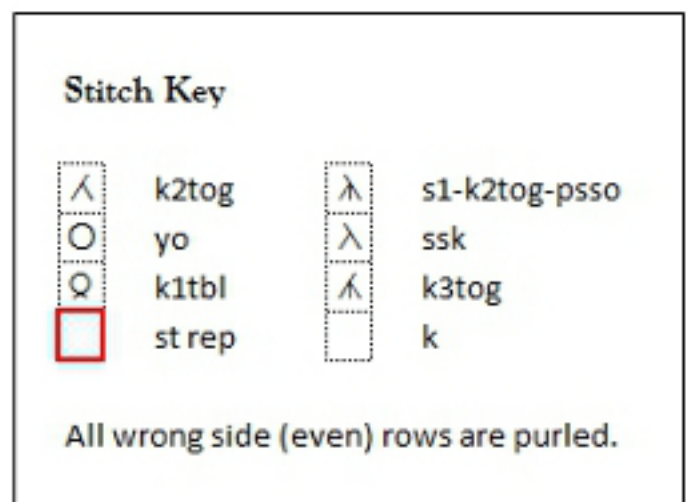 Stitch Key
k2tog s1-k2tog-psso
yo ssk
k1tbl k3tog
st rep k
All wrong side (even) rows are purled.